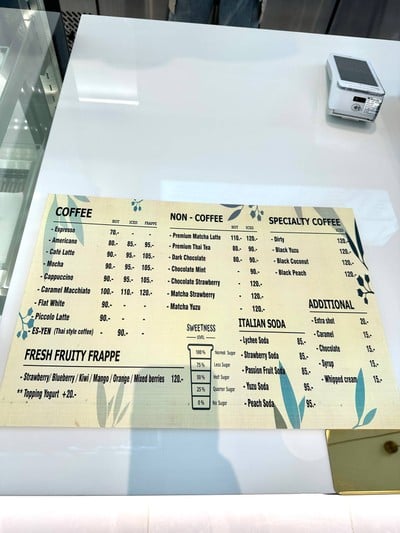 COFFEE HOT ICED FRAPPE
- Espresso 70.- - -
- Americano 80.- 85.- 95.-
- Café Latte 90.- 95.- 95.-
- Mocha 90.- 95.- 95.-
- Cappuccino 90.- 95.- 95.-
- Caramel Macchiato 100.- 110.- 120.-
- Flat White 90.- - -
- Piccolo Latte 90.- - -
- ES-YEN (Thai style coffee) - 90.- -
FRESH FRUITY FRAPPE
- Strawberry/ Blueberry / Kiwi / Mango / Orange / Mixed berries 120.-
** Topping Yogurt +20.-
NON - COFFEE HOT ICED
- Premium Matcha Latte 110.- 120.-
- Premium Thai Tea 80.- 90.-
- Dark Chocolate 80.- 90.-
- Chocolate Mint - 90.-
- Chocolate Strawberry - 120.-
- Matcha Strawberry - 120.-
- Matcha Yuzu - 120.-
SWEETNESS
LEVEL
100 % Normal Sugar
75 % Less Sugar
50 % Half Sugar
25 % Quarter Sugar
0 % No Sugar
SPECIALTY COFFEE
- Dirty 120.-
- Black Yuzu 120.-
- Black Coconut 120.-
- Black Peach 120.-
ITALIAN SODA
- Lychee Soda 85.-
- Strawberry Soda 85.-
- Passion Fruit Soda 85.-
- Yuzu Soda 95.-
- Peach Soda 95.-
ADDITIONAL
- Extra shot 20.-
- Caramel 15.-
- Chocolate 15.-
- Syrup 15.-
- Whipped cream 15.-